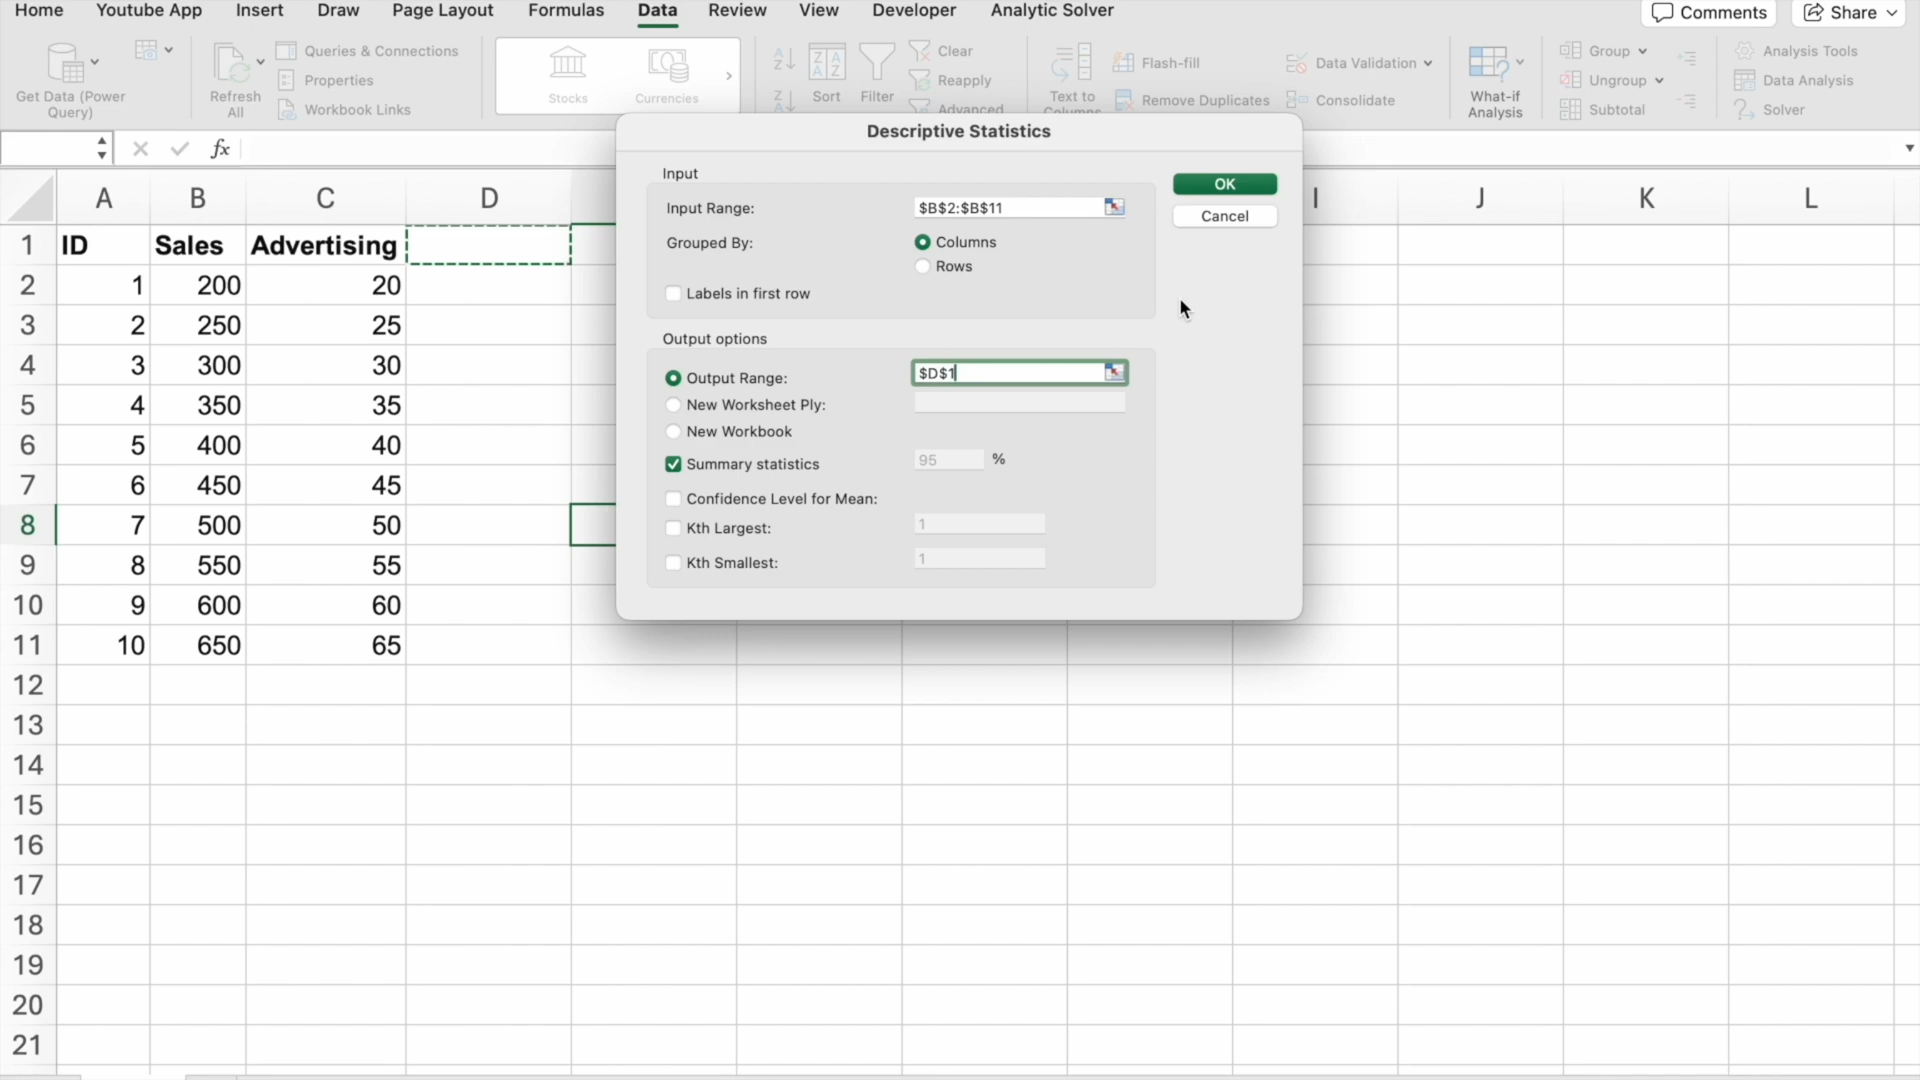 Home Youtube App Insert Draw Page Layout Formulas Data Review View Developer Analytic Solver Comments Share
Get Data (Power Query)
Refresh All
Queries & Connections
Properties
Workbook Links
Stocks
Currencies
Sort
Filter
Clear
Reapply
Advanced
Text to Columns
Flash-fill
Remove Duplicates
Data Validation
Consolidate
What-if Analysis
Group
Ungroup
Subtotal
Analysis Tools
Data Analysis
Solver
fx
Descriptive Statistics
Input
Input Range: $B$2:$B$11
Grouped By: Columns
Rows
Labels in first row
OK
Cancel
Output options
Output Range: $D$1
New Worksheet Ply:
New Workbook
Summary statistics 95 %
Confidence Level for Mean:
Kth Largest: 1
Kth Smallest: 1
A B C D I J K L
1 ID Sales Advertising
2 1 200 20
3 2 250 25
4 3 300 30
5 4 350 35
6 5 400 40
7 6 450 45
8 7 500 50
9 8 550 55
10 9 600 60
11 10 650 65
12
13
14
15
16
17
18
19
20
21